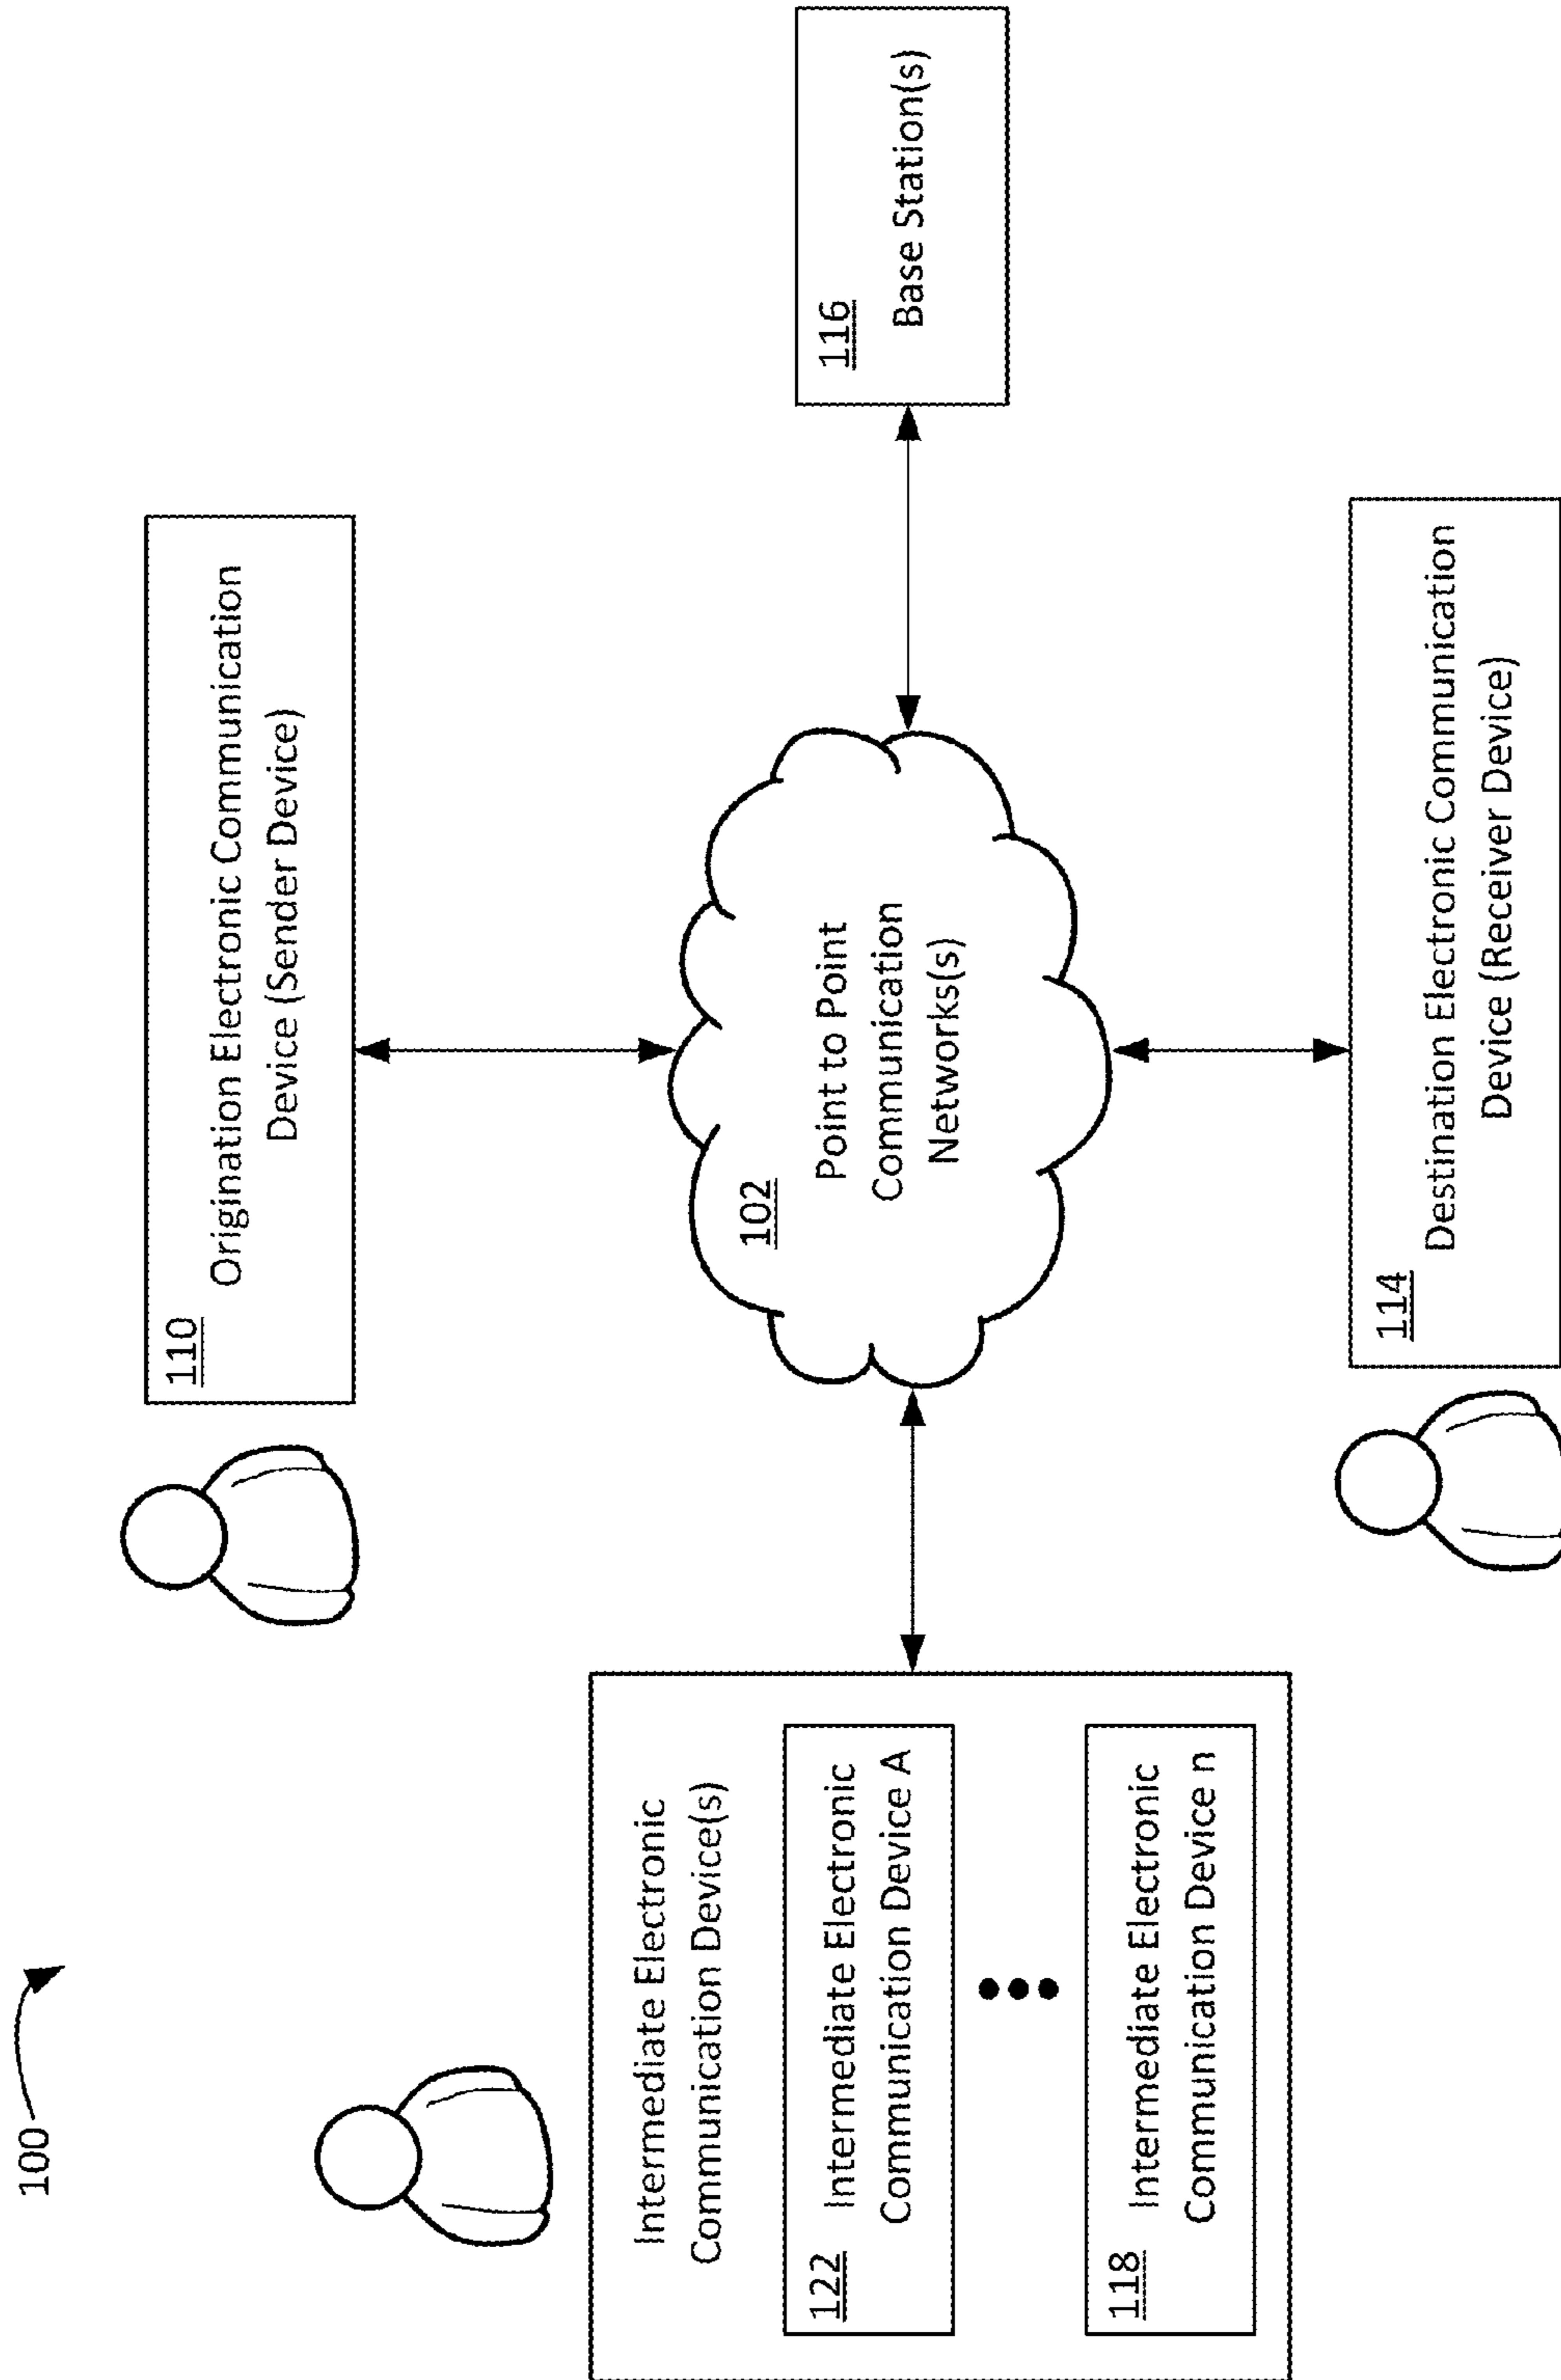 100
110
Origination Electronic Communication
Device (Sender Device)
Intermediate Electronic
Communication Device(s)
122
Intermediate Electronic
Communication Device A
118
Intermediate Electronic
Communication Device n
102
Point to Point
Communication
Networks(s)
116
Base Station(s)
114
Destination Electronic Communication
Device (Receiver Device)